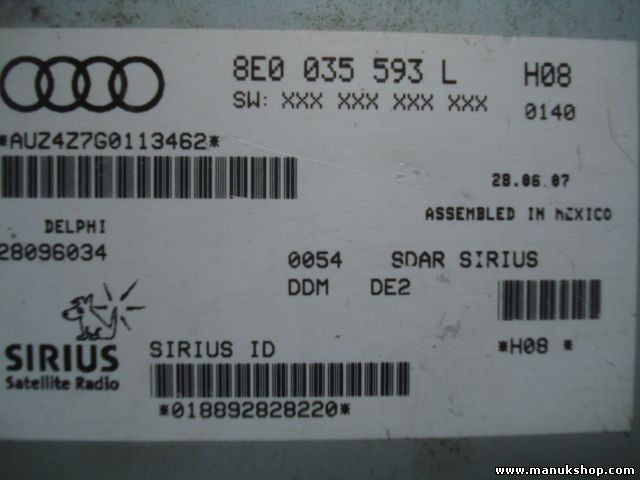 8E0 035 593 L H08
SW: XXX XXX XXX XXX 0140
*AUZ4Z7G0113462*
28.06.07
ASSEMBLED IN MEXICO
DELPHI
28096034
0054 SDAR SIRIUS
DDM DE2
*H08 *
SIRIUS
Satellite Radio
SIRIUS ID
*018892828220*
www.manukshop.com